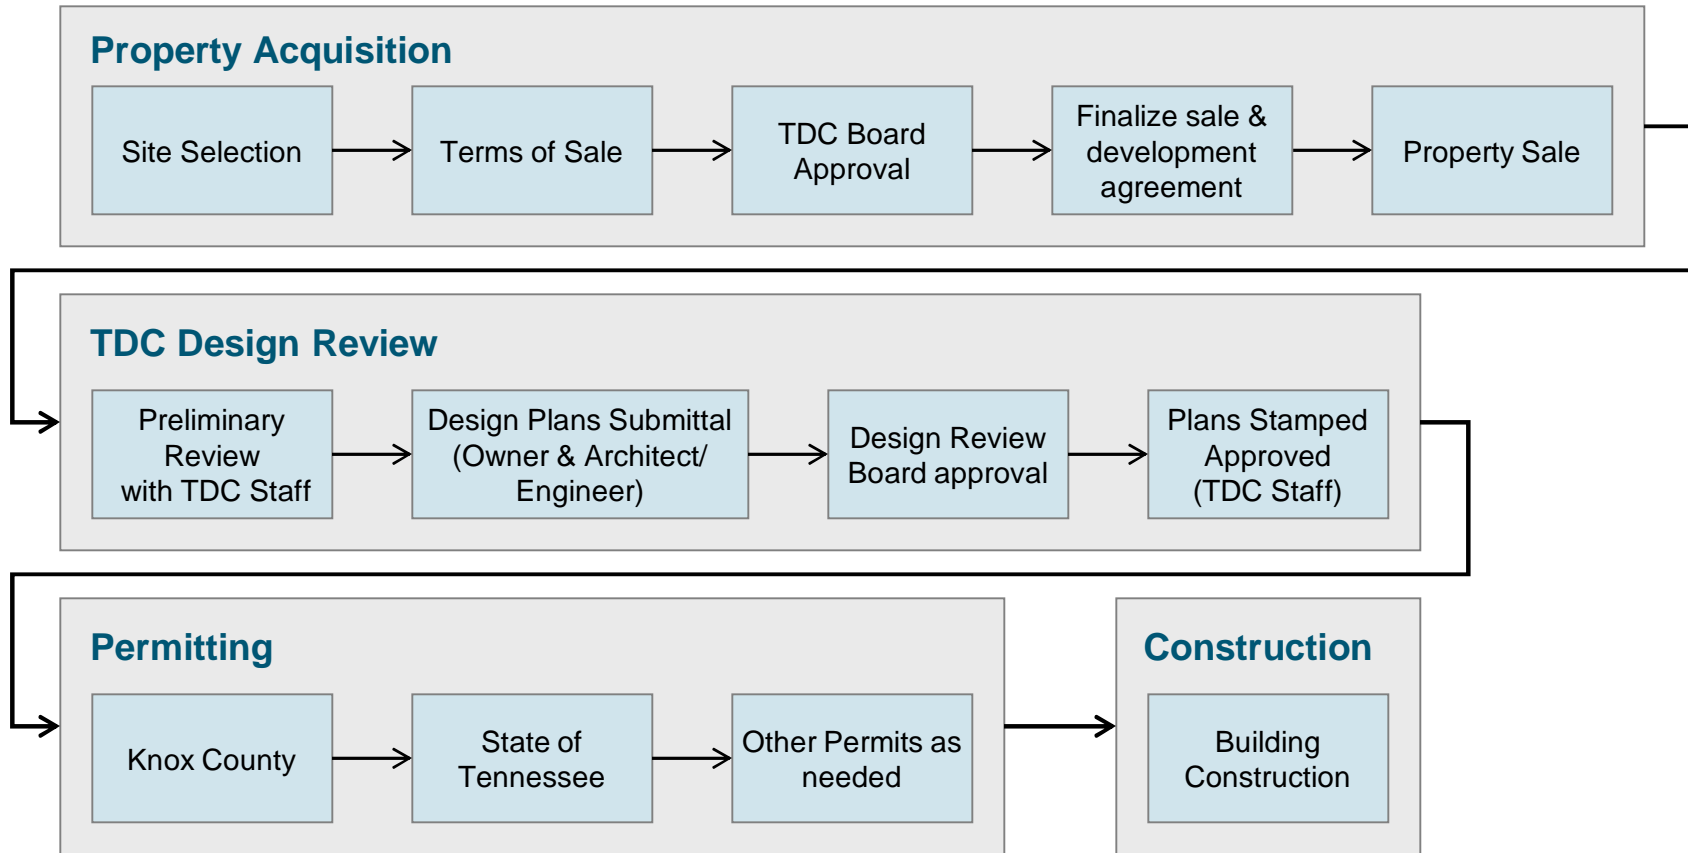 Property Acquisition
Site Selection
Terms of Sale
TDC Board
Approval
Finalize sale &
development
agreement
Property Sale
TDC Design Review
Preliminary
Review
with TDC Staff
Design Plans Submittal
(Owner & Architect/
Engineer)
Design Review
Board approval
Plans Stamped
Approved
(TDC Staff)
Permitting
Knox County
State of
Tennessee
Other Permits as
needed
Construction
Building
Construction